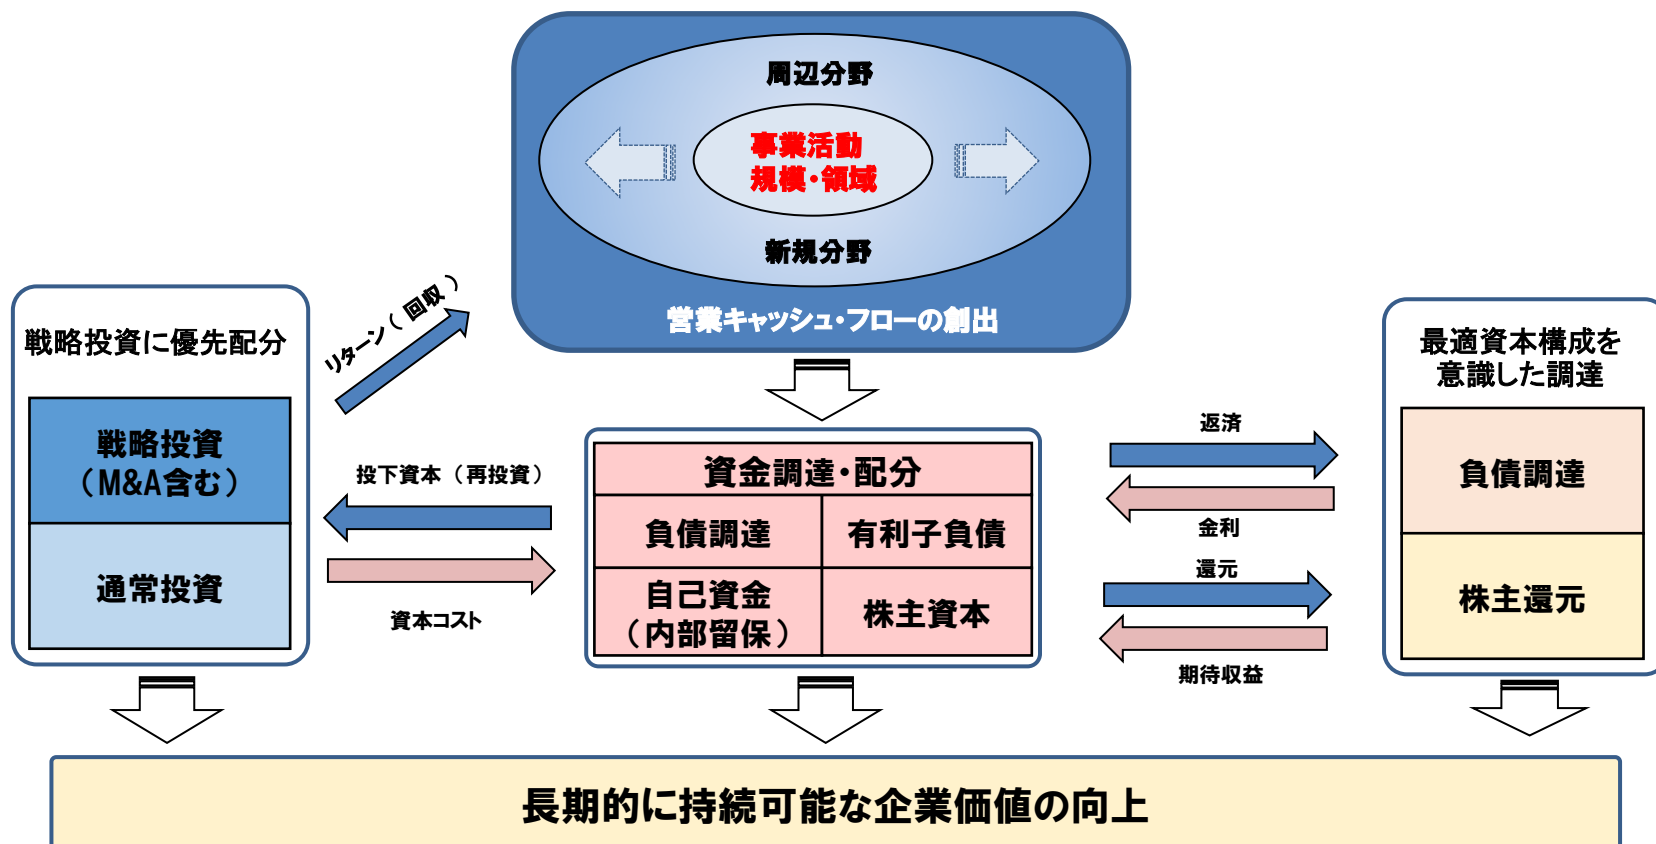 周辺分野
事業活動
規模・領域
新規分野
営業キャッシュ・フローの創出
リターン（回収）
戦略投資に優先配分
戦略投資
（M&A含む）
通常投資
投下資本（再投資）
資本コスト
資金調達・配分
負債調達
有利子負債
自己資金
（内部留保）
株主資本
返済
金利
還元
期待収益
最適資本構成を
意識した調達
負債調達
株主還元
長期的に持続可能な企業価値の向上